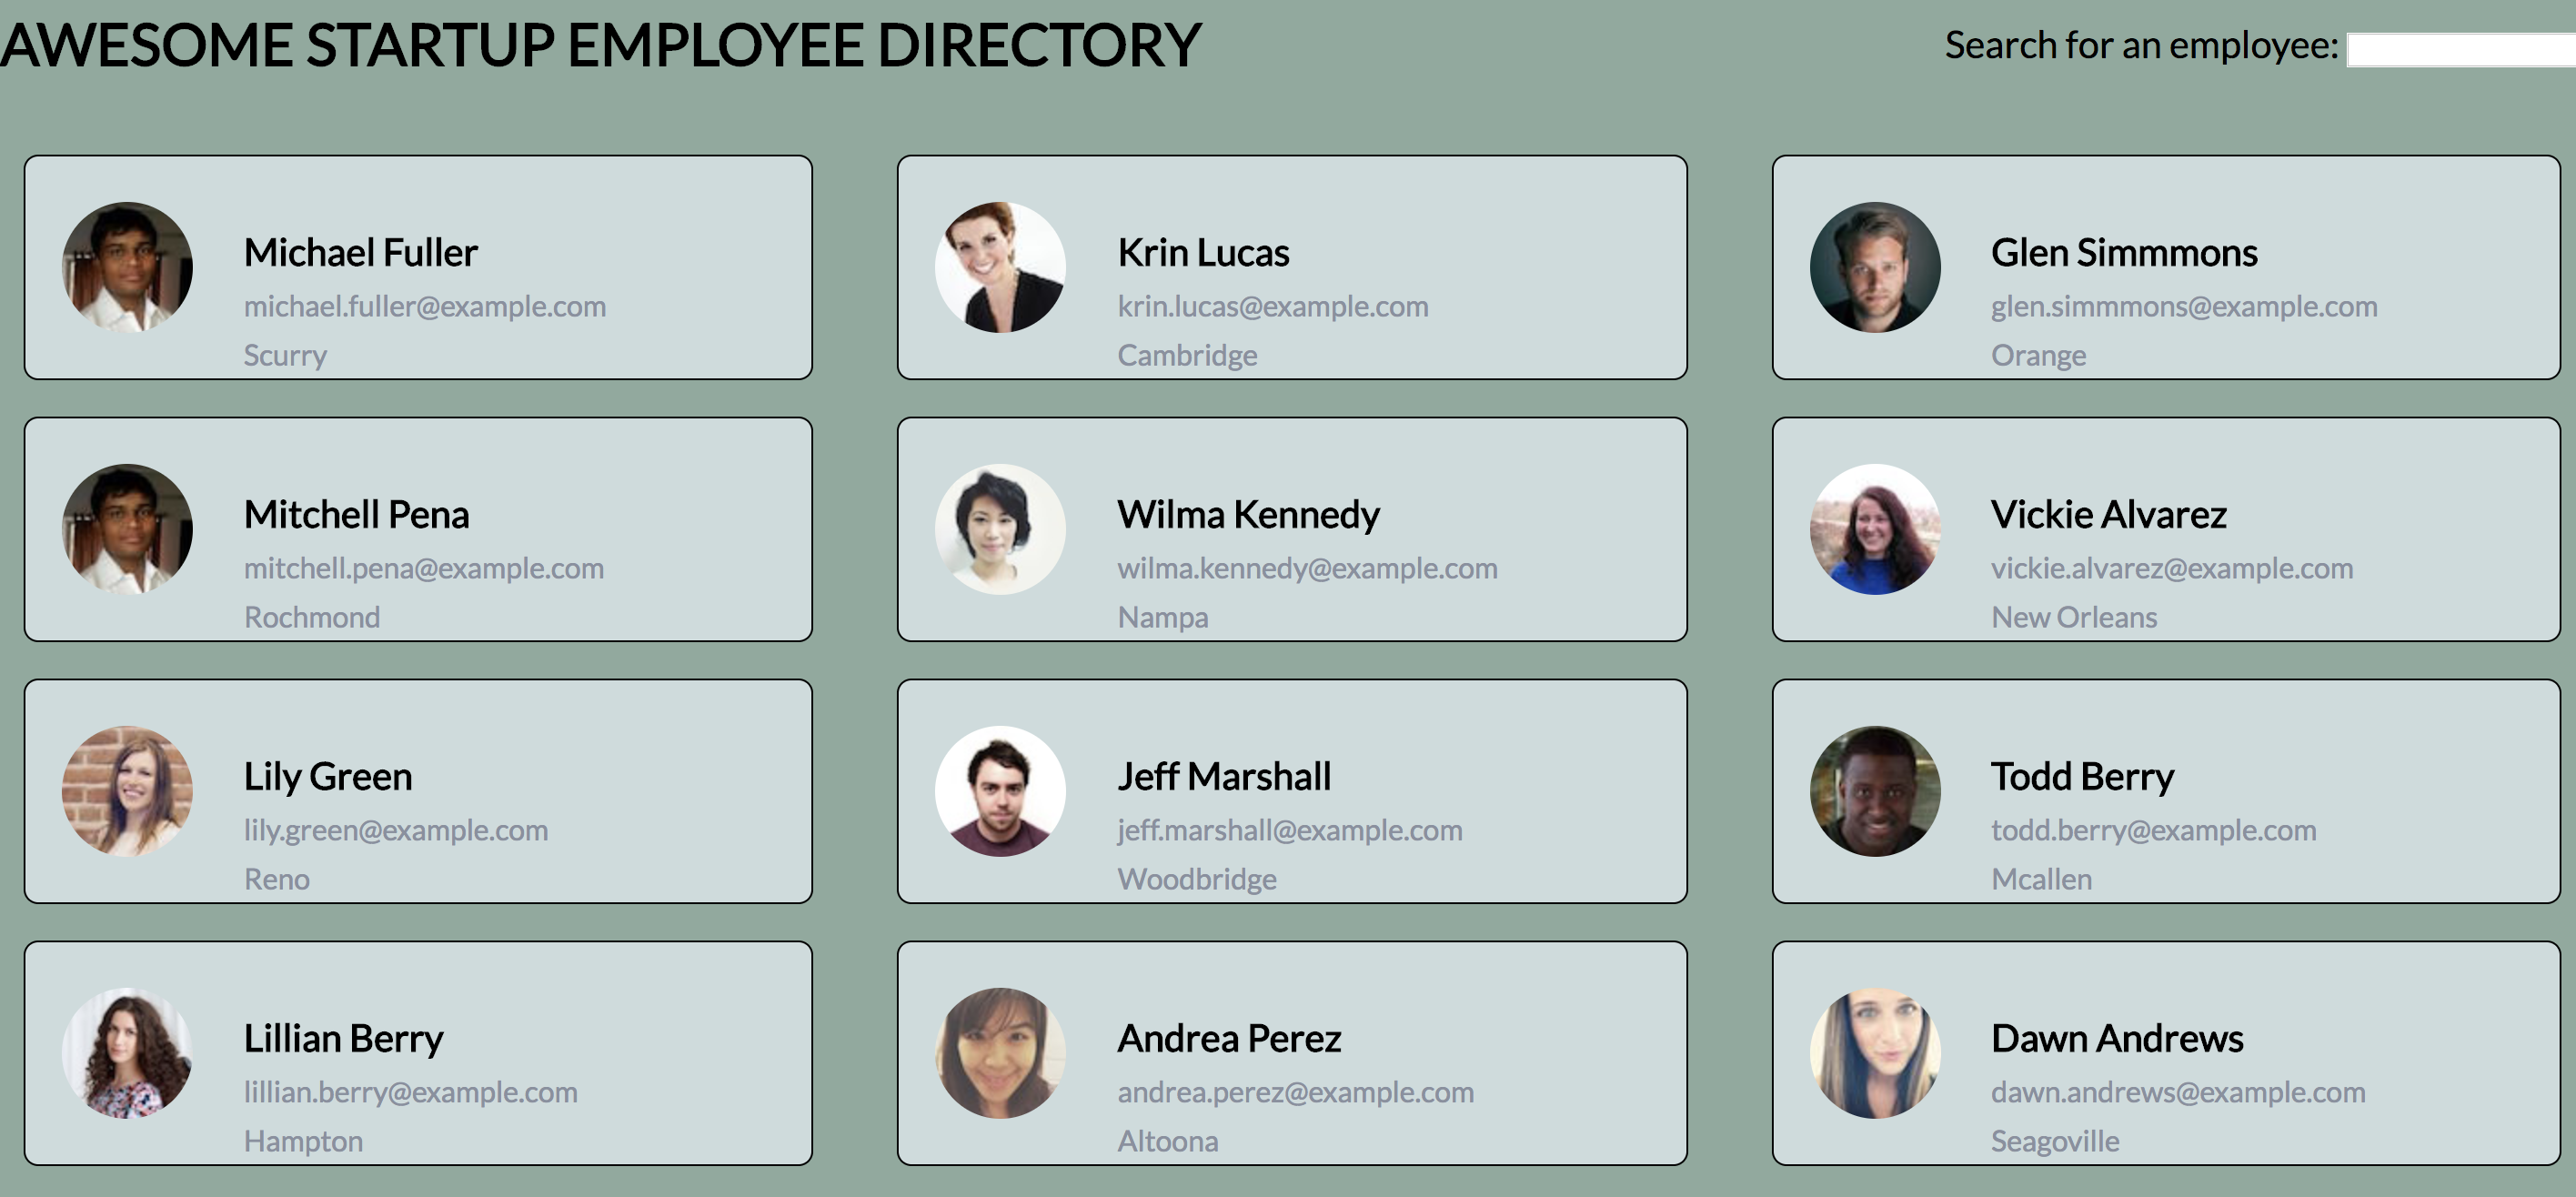 AWESOME STARTUP EMPLOYEE DIRECTORY
Search for an employee:
Michael Fuller
michael.fuller@example.com
Scurry
Krin Lucas
krin.lucas@example.com
Cambridge
Glen Simmmons
glen.simmmons@example.com
Orange
Mitchell Pena
mitchell.pena@example.com
Rochmond
Wilma Kennedy
wilma.kennedy@example.com
Nampa
Vickie Alvarez
vickie.alvarez@example.com
New Orleans
Lily Green
lily.green@example.com
Reno
Jeff Marshall
jeff.marshall@example.com
Woodbridge
Todd Berry
todd.berry@example.com
Mcallen
Lillian Berry
lillian.berry@example.com
Hampton
Andrea Perez
andrea.perez@example.com
Altoona
Dawn Andrews
dawn.andrews@example.com
Seagoville